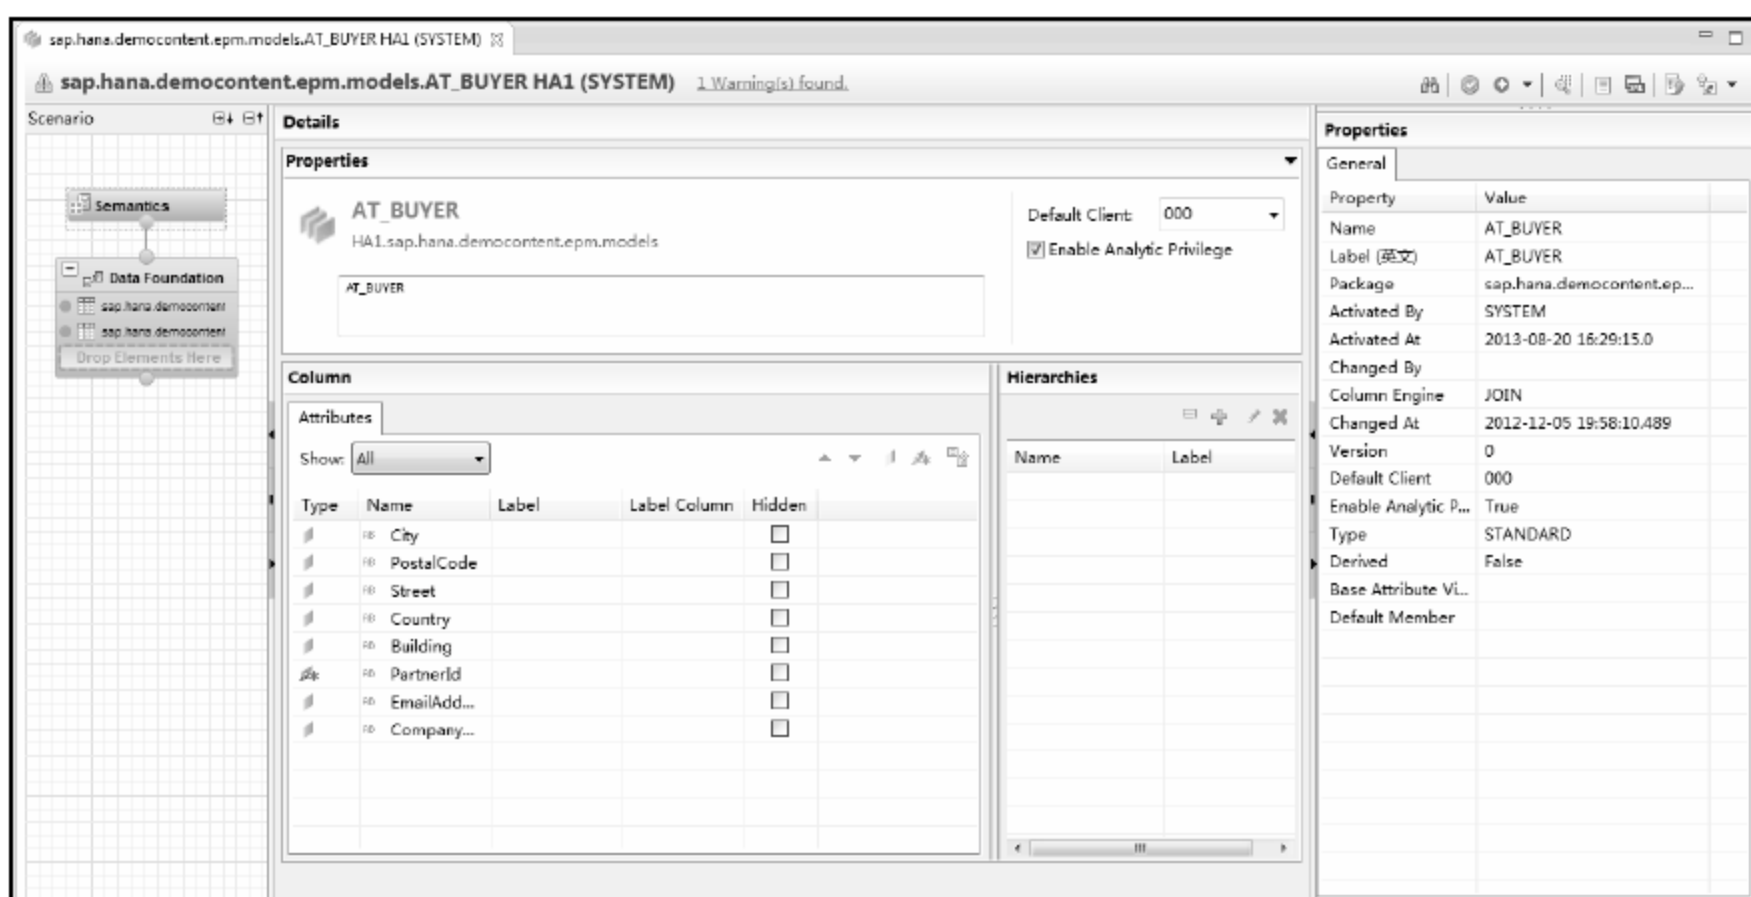 sap.hana.democontent.epm.models.AT_BUYER HA1 (SYSTEM)
sap.hana.democontent.epm.models.AT_BUYER HA1 (SYSTEM) 1 Warning(s) found.
Scenario
Semantics
Data Foundation
sap.hana.democontent
sap.hana.democontent
Drop Elements Here
Details
Properties
AT_BUYER
HA1.sap.hana.democontent.epm.models
AT_BUYER
Default Client: 000
Enable Analytic Privilege
Column
Attributes
Show: All
Type Name Label Label Column Hidden
City
PostalCode
Street
Country
Building
PartnerId
EmailAdd...
Company...
Hierarchies
Name Label
Properties
General
Property Value
Name AT_BUYER
Label (英文) AT_BUYER
Package sap.hana.democontent.ep...
Activated By SYSTEM
Activated At 2013-08-20 16:29:15.0
Changed By
Column Engine JOIN
Changed At 2012-12-05 19:58:10.489
Version 0
Default Client 000
Enable Analytic P... True
Type STANDARD
Derived False
Base Attribute Vi...
Default Member